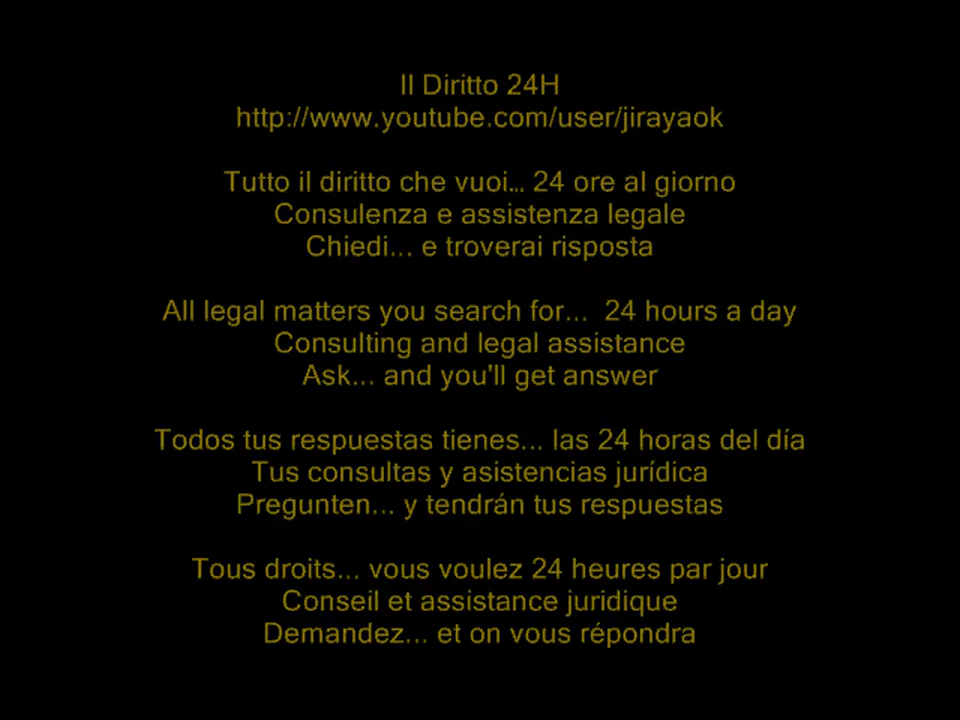 Il Diritto 24H
http://www.youtube.com/user/jirayaok
Tutto il diritto che vuoi... 24 ore al giorno
Consulenza e assistenza legale
Chiedi... e troverai risposta
All legal matters you search for...  24 hours a day
Consulting and legal assistance
Ask... and you'll get answer
Todos tus respuestas tienes... las 24 horas del día
Tus consultas y asistencias jurídica
Pregunten... y tendrán tus respuestas
Tous droits... vous voulez 24 heures par jour
Conseil et assistance juridique
Demandez... et on vous répondra